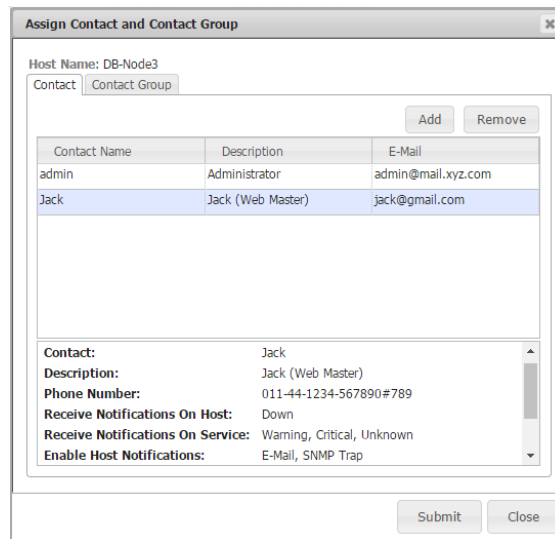 Assign Contact and Contact Group
Host Name: DB-Node3
Contact Contact Group
Add Remove
Contact Name Description E-Mail
admin Administrator admin@mail.xyz.com
Jack Jack (Web Master) jack@gmail.com
Contact: Jack
Description: Jack (Web Master)
Phone Number: 011-44-1234-567890#789
Receive Notifications On Host: Down
Receive Notifications On Service: Warning, Critical, Unknown
Enable Host Notifications: E-Mail, SNMP Trap
Submit Close